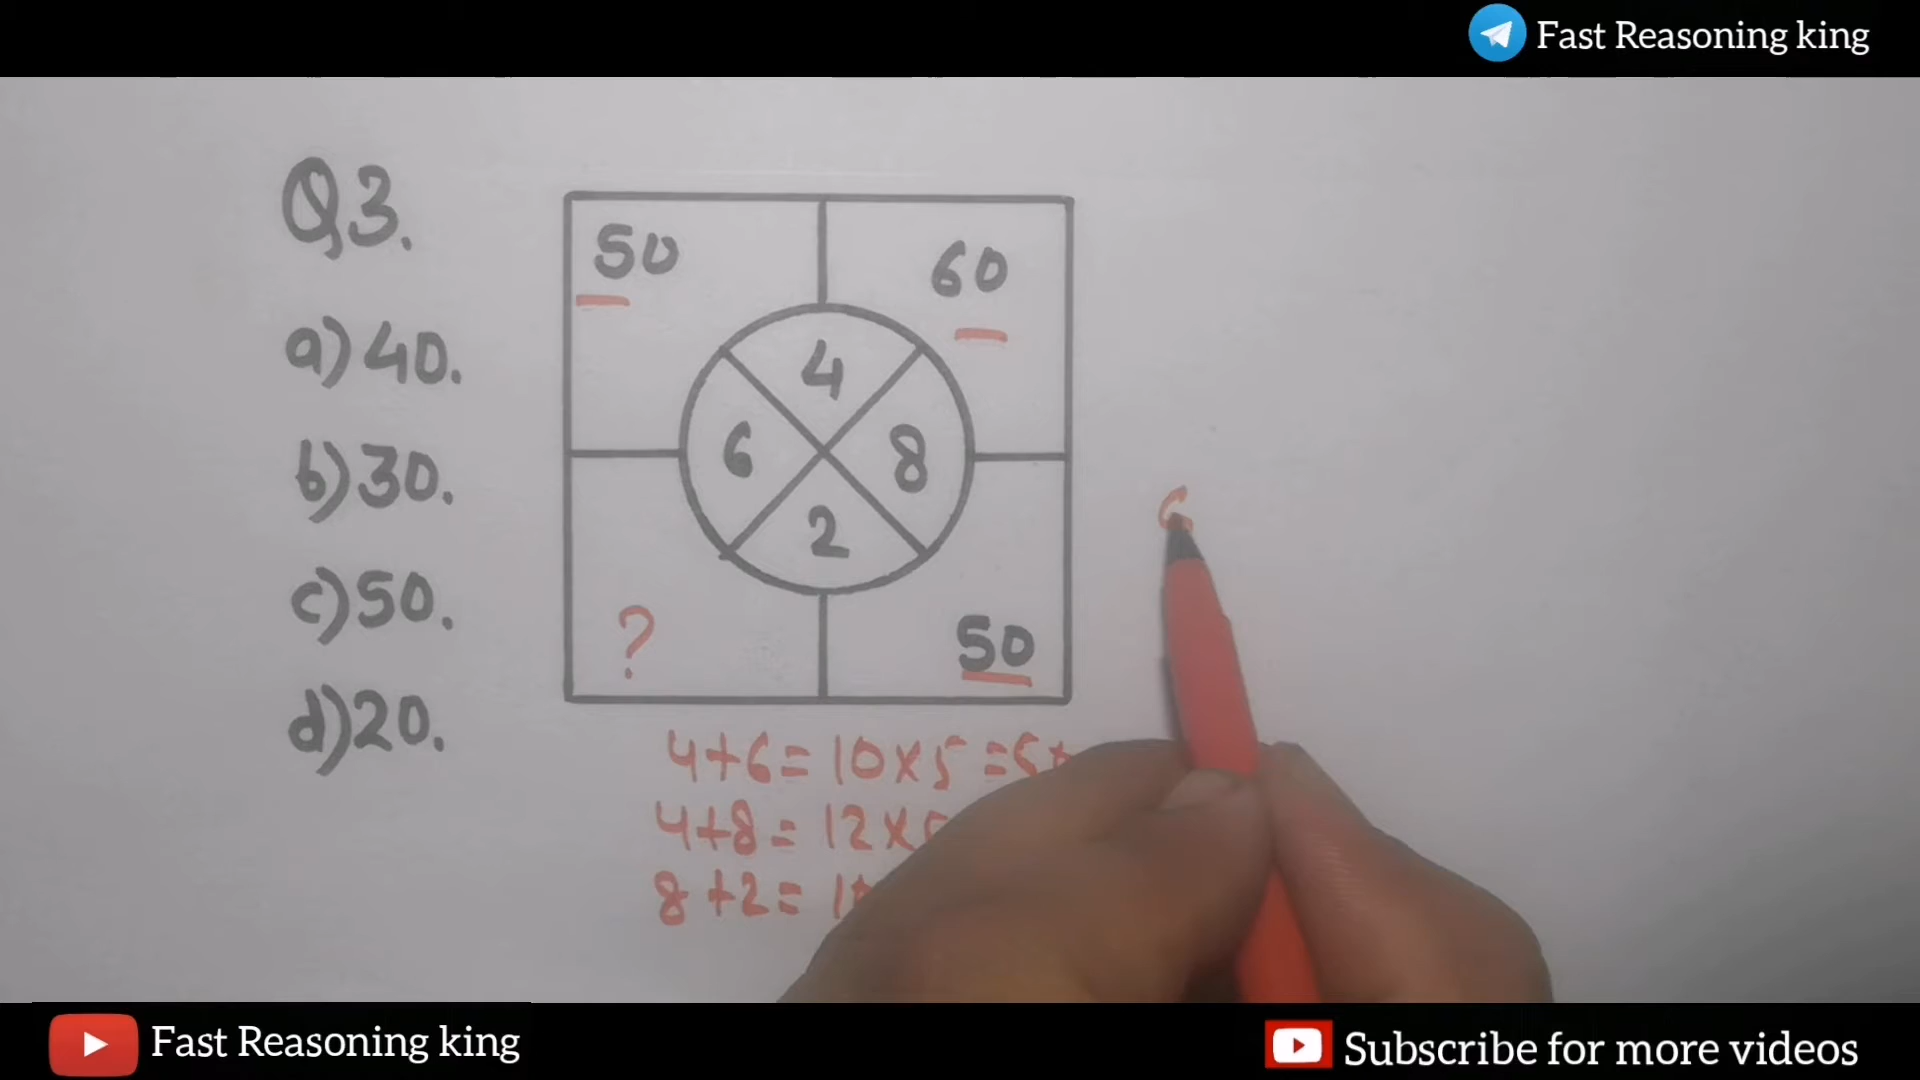 Fast Reasoning king
Q3.
50
60
a) 40.
4
b) 30.
6
8
6
2
c) 50.
?
50
d) 20.
4+6= 10×5 =
4+8= 12×
8+2=
Fast Reasoning king
Subscribe for more videos